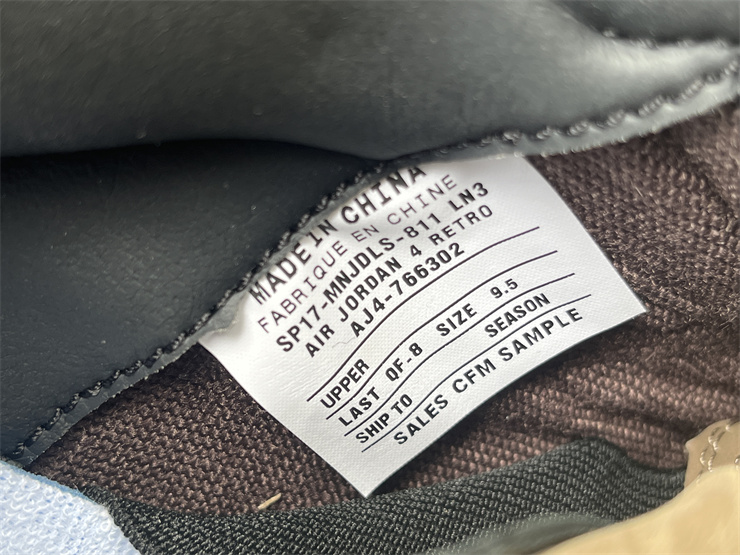 MADE IN CHINA
FABRIQUE EN CHINE
SP17-MNJDLS-811 LN3
AIR JORDAN 4 RETRO
AJ4-766302
UPPER
LAST QF-8 SIZE 9.5
SHIP TO SEASON
SALES CFM SAMPLE